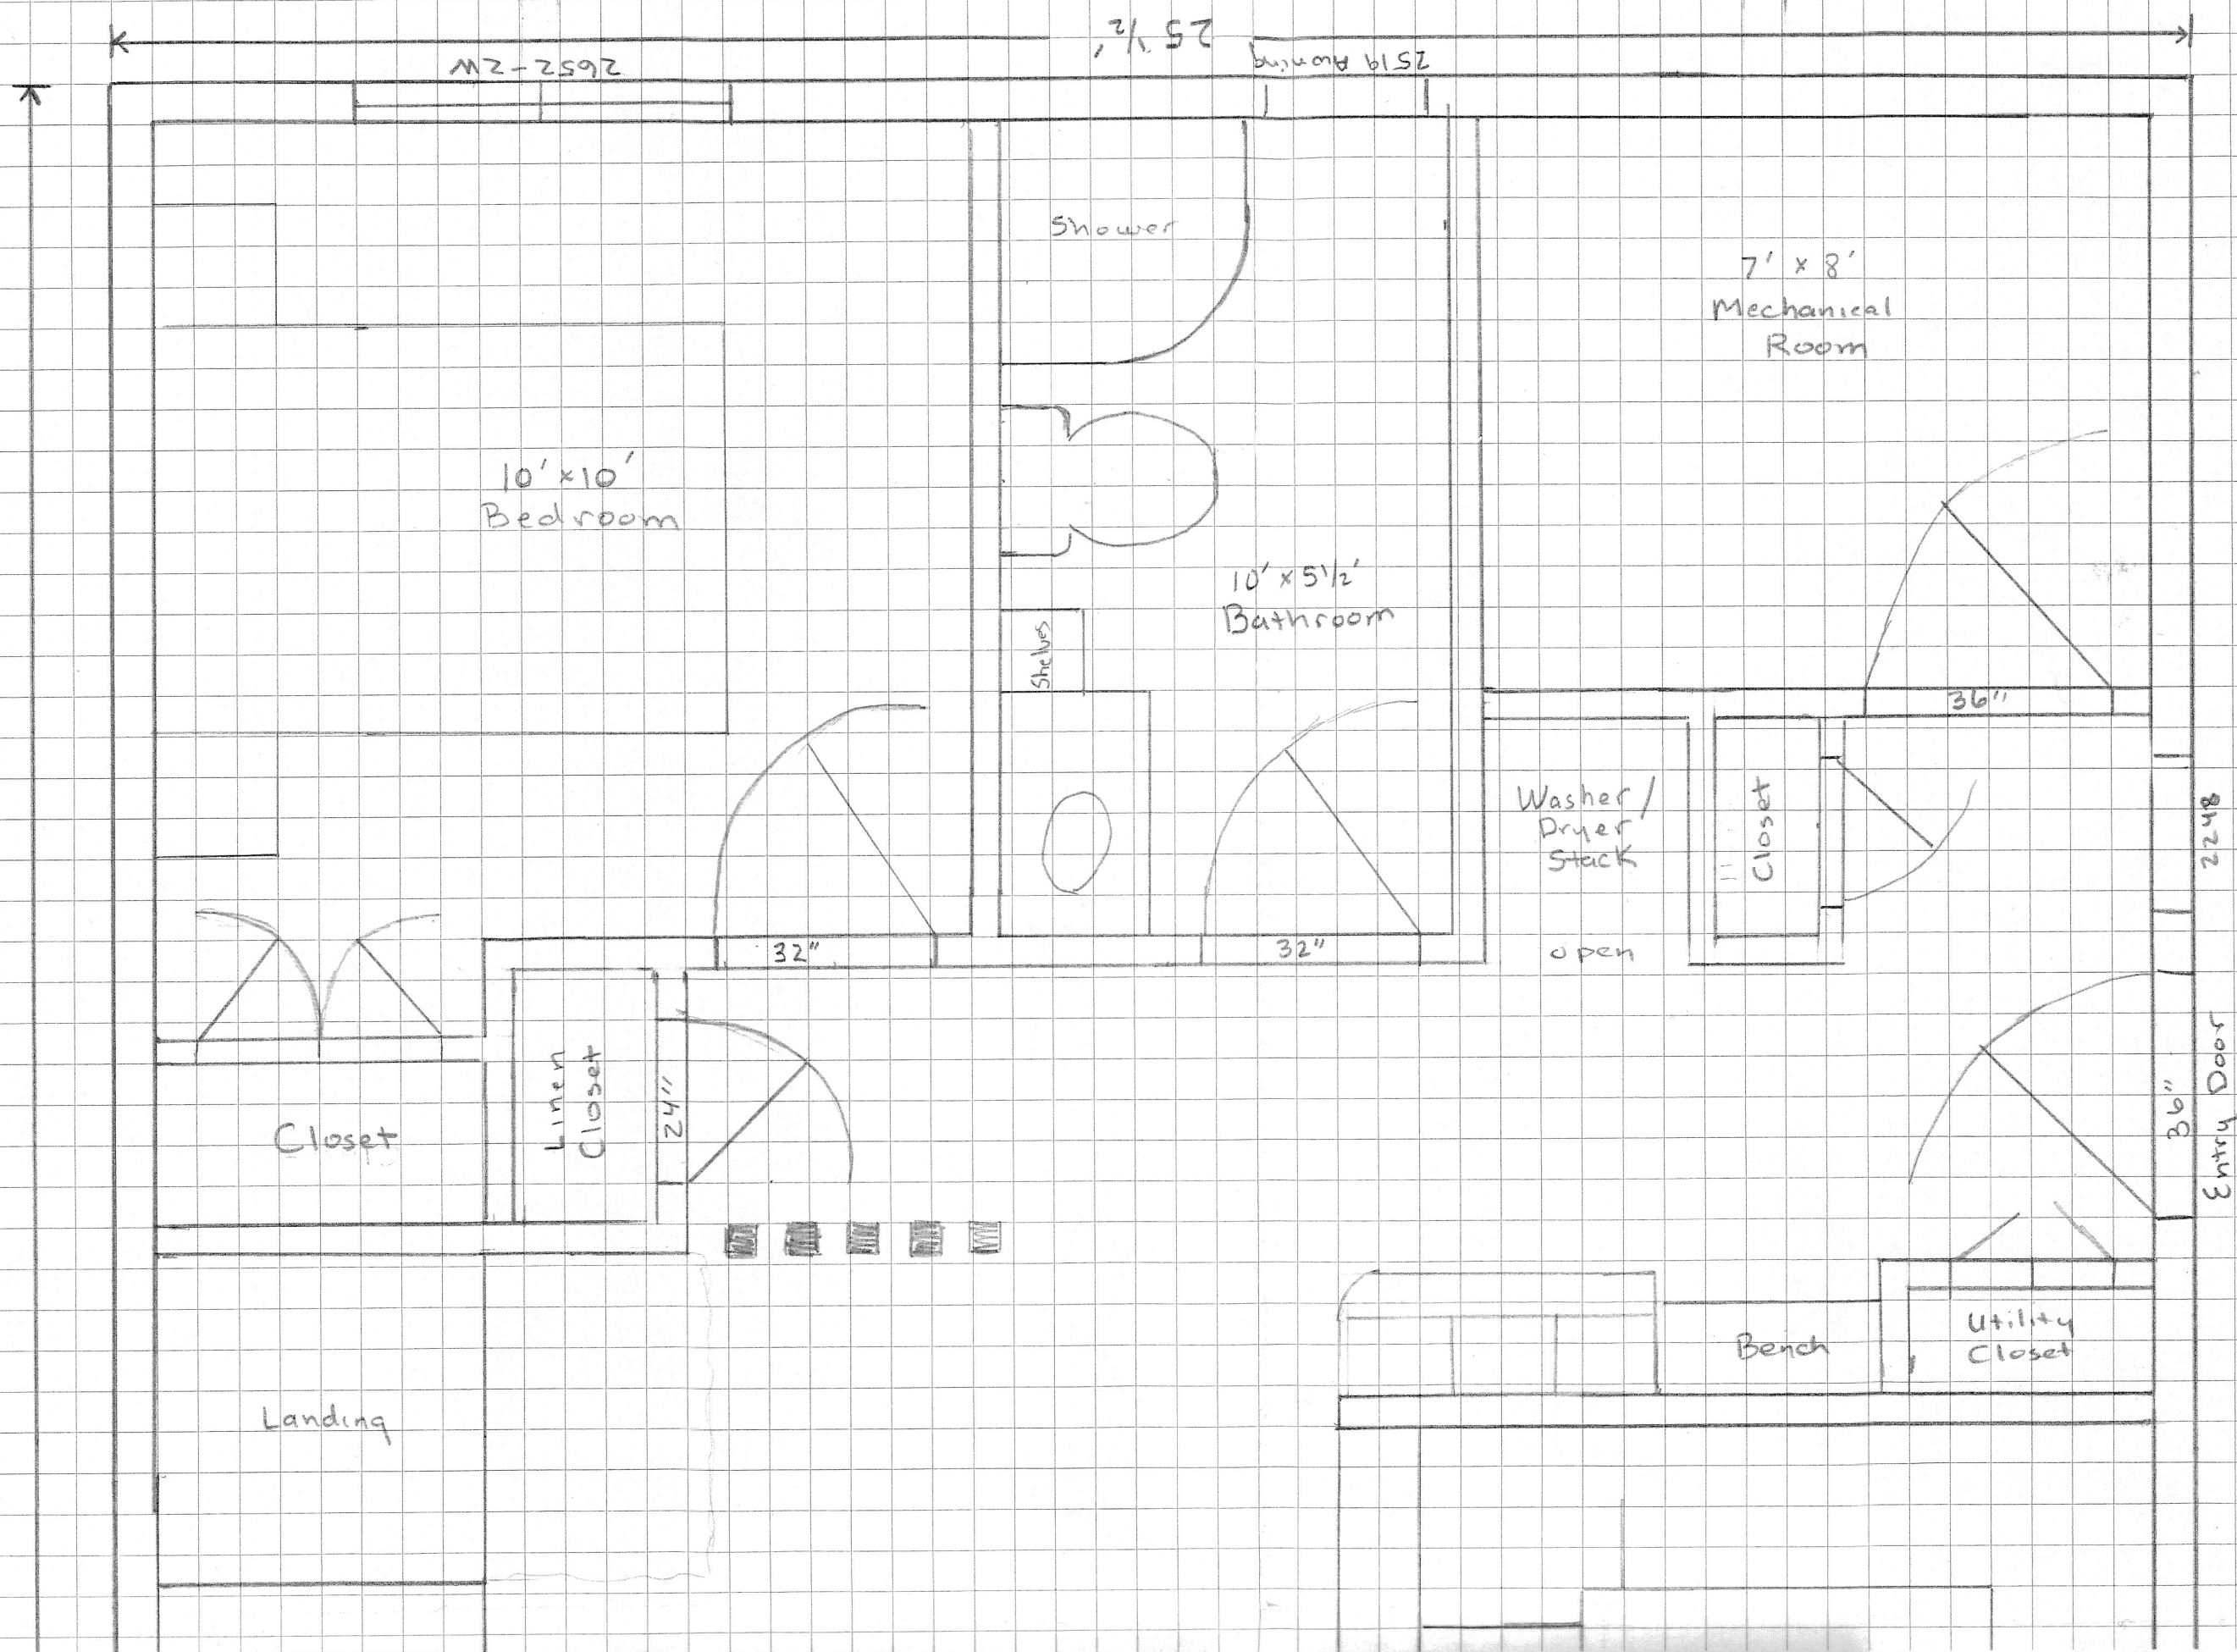 25 ½'
2652-2W
2519 Awning
Shower
7' x 8'
Mechanical
Room
10' x 10'
Bedroom
10' x 5½'
Bathroom
Shelves
36"
Washer/
Dryer
Stack
open
Closet
2248
32"
32"
Linen
Closet
24"
Closet
36"
Entry Door
Utility
Closet
Bench
Landing